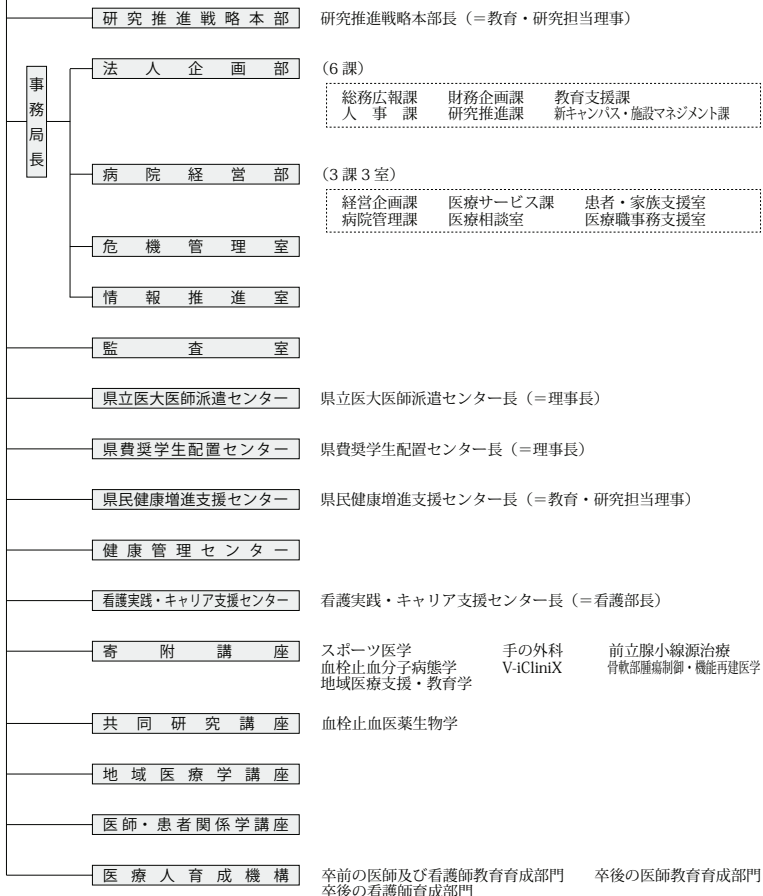 研究推進戦略本部 研究推進戦略本部長（＝教育・研究担当理事）
事務局長
法人企画部 （6課）
総務広報課 財務企画課 教育支援課
人事課 研究推進課 新キャンパス・施設マネジメント課
病院経営部 （3課3室）
経営企画課 医療サービス課 患者・家族支援室
病院管理課 医療相談室 医療職事務支援室
危機管理室
情報推進室
監査室
県立医大医師派遣センター 県立医大医師派遣センター長（＝理事長）
県費奨学生配置センター 県費奨学生配置センター長（＝理事長）
県民健康増進支援センター 県民健康増進支援センター長（＝教育・研究担当理事）
健康管理センター
看護実践・キャリア支援センター 看護実践・キャリア支援センター長（＝看護部長）
寄附講座 スポーツ医学 手の外科 前立腺小線源治療
血栓止血分子病態学 V-iCliniX 骨軟部腫瘍制御・機能再建医学
地域医療支援・教育学
共同研究講座 血栓止血医薬生物学
地域医療学講座
医師・患者関係学講座
医療人育成機構 卒前の医師及び看護師教育育成部門 卒後の医師教育育成部門
卒後の看護師育成部門